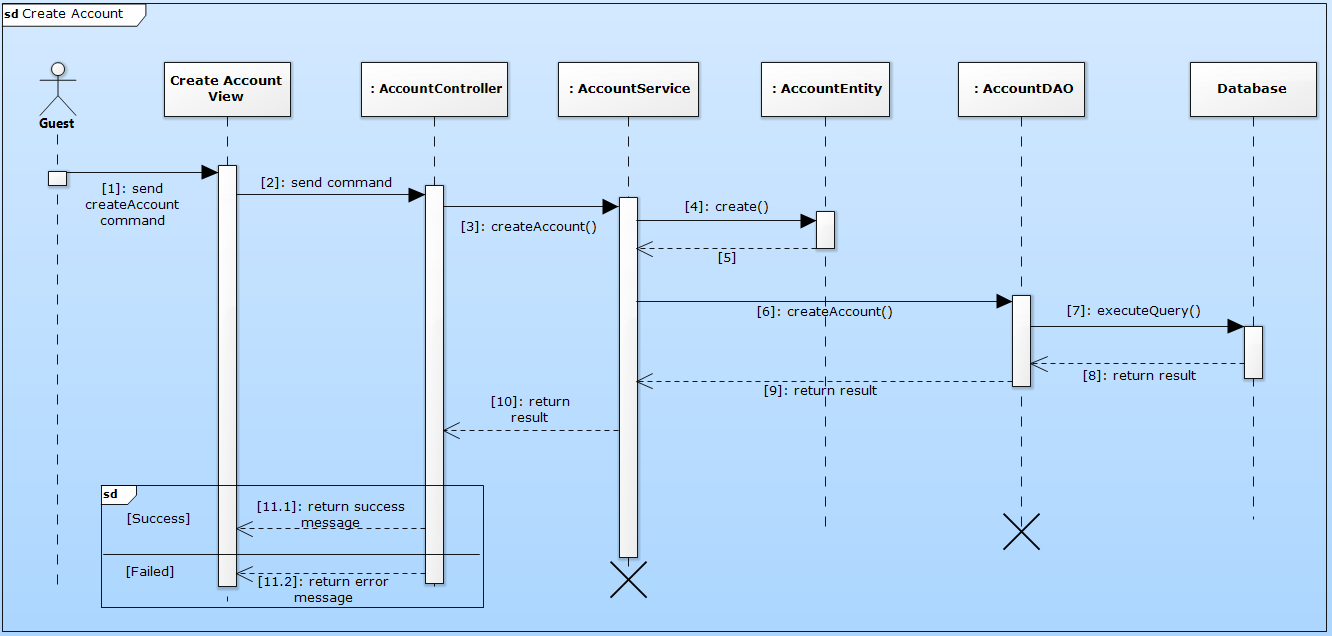 sd Create Account
Guest
Create Account
View
: AccountController
: AccountService
: AccountEntity
: AccountDAO
Database
[1]: send
createAccount
command
[2]: send command
[3]: createAccount()
[4]: create()
[5]
[6]: createAccount()
[7]: executeQuery()
[8]: return result
[9]: return result
[10]: return
result
sd
[Success]
[11.1]: return success
message
[Failed]
[11.2]: return error
message